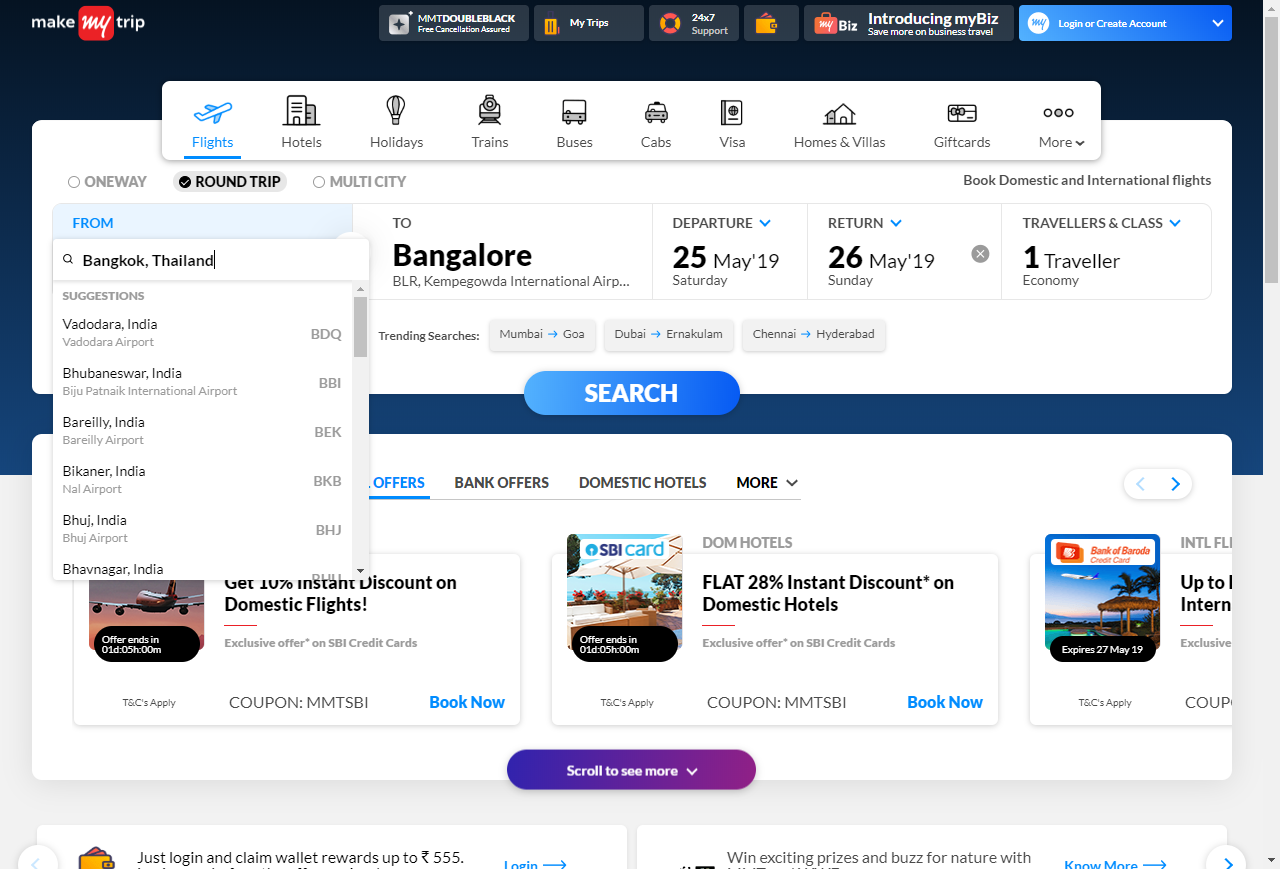 make my trip
MMTDOUBLEBLACK
Free Cancellation Assured
My Trips
24x7
Support
my Biz
Introducing myBiz
Save more on business travel
my
Login or Create Account
Flights
Hotels
Holidays
Trains
Buses
Cabs
Visa
Homes & Villas
Giftcards
More
ONEWAY
ROUND TRIP
MULTI CITY
Book Domestic and International flights
FROM
Bangkok, Thailand
SUGGESTIONS
Vadodara, India
Vadodara Airport
BDQ
Bhubaneswar, India
Biju Patnaik International Airport
BBI
Bareilly, India
Bareilly Airport
BEK
Bikaner, India
Nal Airport
BKB
Bhuj, India
Bhuj Airport
BHJ
Bhavnagar, India
TO
Bangalore
BLR, Kempegowda International Airp...
DEPARTURE
25 May'19
Saturday
RETURN
26 May'19
Sunday
TRAVELLERS & CLASS
1 Traveller
Economy
Trending Searches:
Mumbai → Goa
Dubai → Ernakulam
Chennai → Hyderabad
SEARCH
OFFERS
BANK OFFERS
DOMESTIC HOTELS
MORE
Get 10% Instant Discount on
Domestic Flights!
Exclusive offer* on SBI Credit Cards
Offer ends in
01d:05h:00m
T&C's Apply
COUPON: MMTSBI
Book Now
SBI card
DOM HOTELS
FLAT 28% Instant Discount* on
Domestic Hotels
Exclusive offer* on SBI Credit Cards
Offer ends in
01d:05h:00m
T&C's Apply
COUPON: MMTSBI
Book Now
Bank of Baroda
Credit Card
INTL FLI
Up to
Intern
Exclusive
Expires 27 May 19
T&C's Apply
COUP
Scroll to see more
Just login and claim wallet rewards up to ₹ 555.
Login
Win exciting prizes and buzz for nature with
Know More